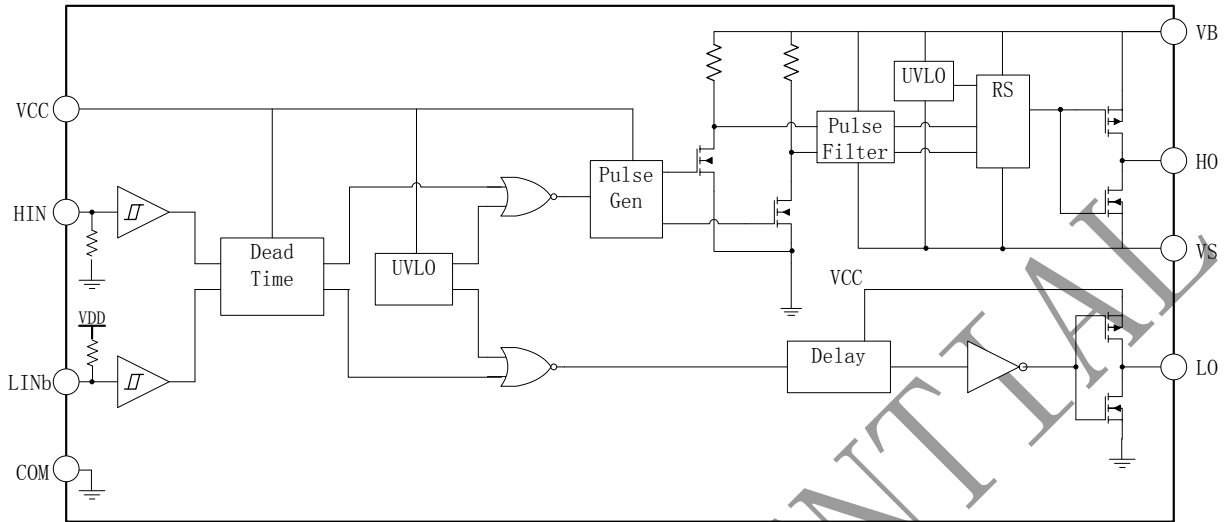 VB
UVLO
RS
VCC
Pulse
Filter
HO
Pulse
Gen
HIN
Dead
Time
UVLO
VS
VCC
VDD
Delay
LINb
LO
COM
NTIAL